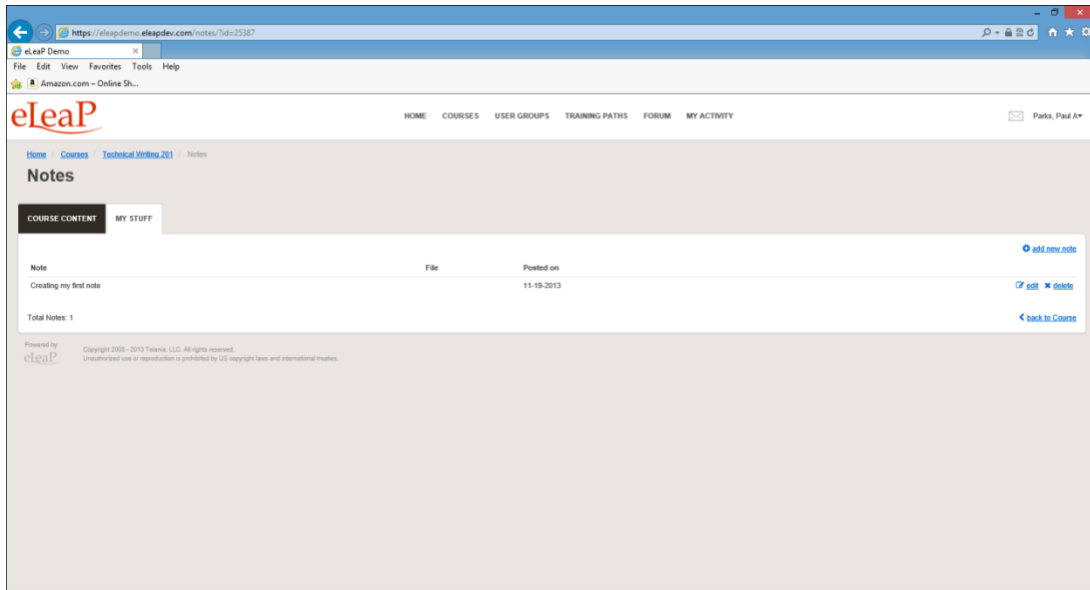 https://eleapdemo.eleapdev.com/notes/?id=25387
eLeaP Demo
File Edit View Favorites Tools Help
Amazon.com – Online Sh...
eLeaP
HOME COURSES USER GROUPS TRAINING PATHS FORUM MY ACTIVITY
Parks, Paul A
Home / Courses / Technical Writing 201 / Notes
Notes
COURSE CONTENT MY STUFF
add new note
Note File Posted on
Creating my first note 11-19-2013 edit delete
Total Notes: 1 back to Course
Powered by
eLeaP
Copyright 2005 - 2013 Telania, LLC. All rights reserved.
Unauthorized use or reproduction is prohibited by US copyright laws and international treaties.